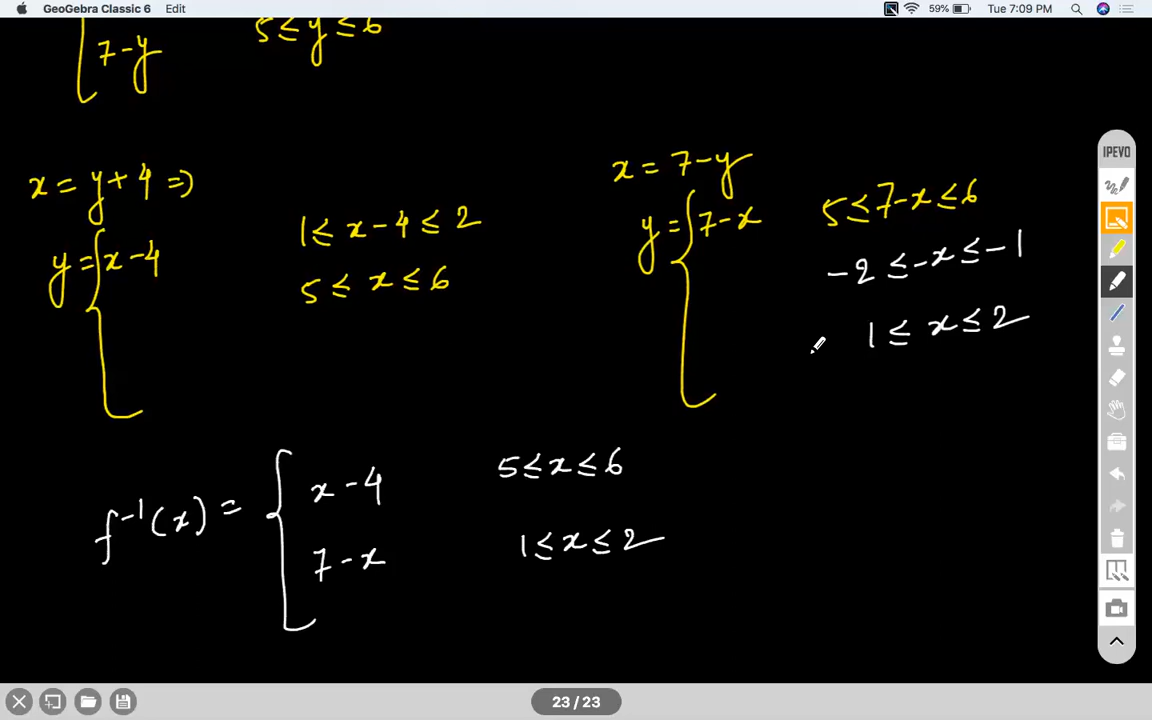 GeoGebra Classic 6 Edit 59% Tue 7:09 PM
7-y 5 ≤ y ≤ 6
x = y + 4 ⇒
1 ≤ x - 4 ≤ 2
y = { x - 4
5 ≤ x ≤ 6
x = 7 - y
y = { 7 - x 5 ≤ 7 - x ≤ 6
-2 ≤ -x ≤ -1
1 ≤ x ≤ 2
f⁻¹(x) = {
x - 4 5 ≤ x ≤ 6
7 - x 1 ≤ x ≤ 2
IPEVO
23 / 23